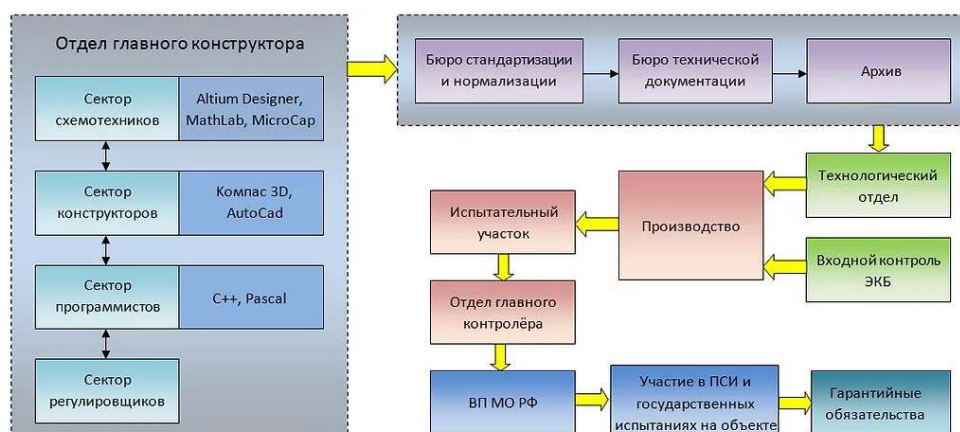 Отдел главного конструктора
Сектор
схемотехников
Altium Designer,
MathLab, MicroCap
Сектор
конструкторов
Компас 3D,
AutoCad
Сектор
программистов
C++, Pascal
Сектор
регулировщиков
Бюро стандартизации
и нормализации
Бюро технической
документации
Архив
Технологический
отдел
Входной контроль
ЭКБ
Производство
Испытательный
участок
Отдел главного
контролёра
ВП МО РФ
Участие в ПСИ и
государственных
испытаниях на объекте
Гарантийные
обязательства